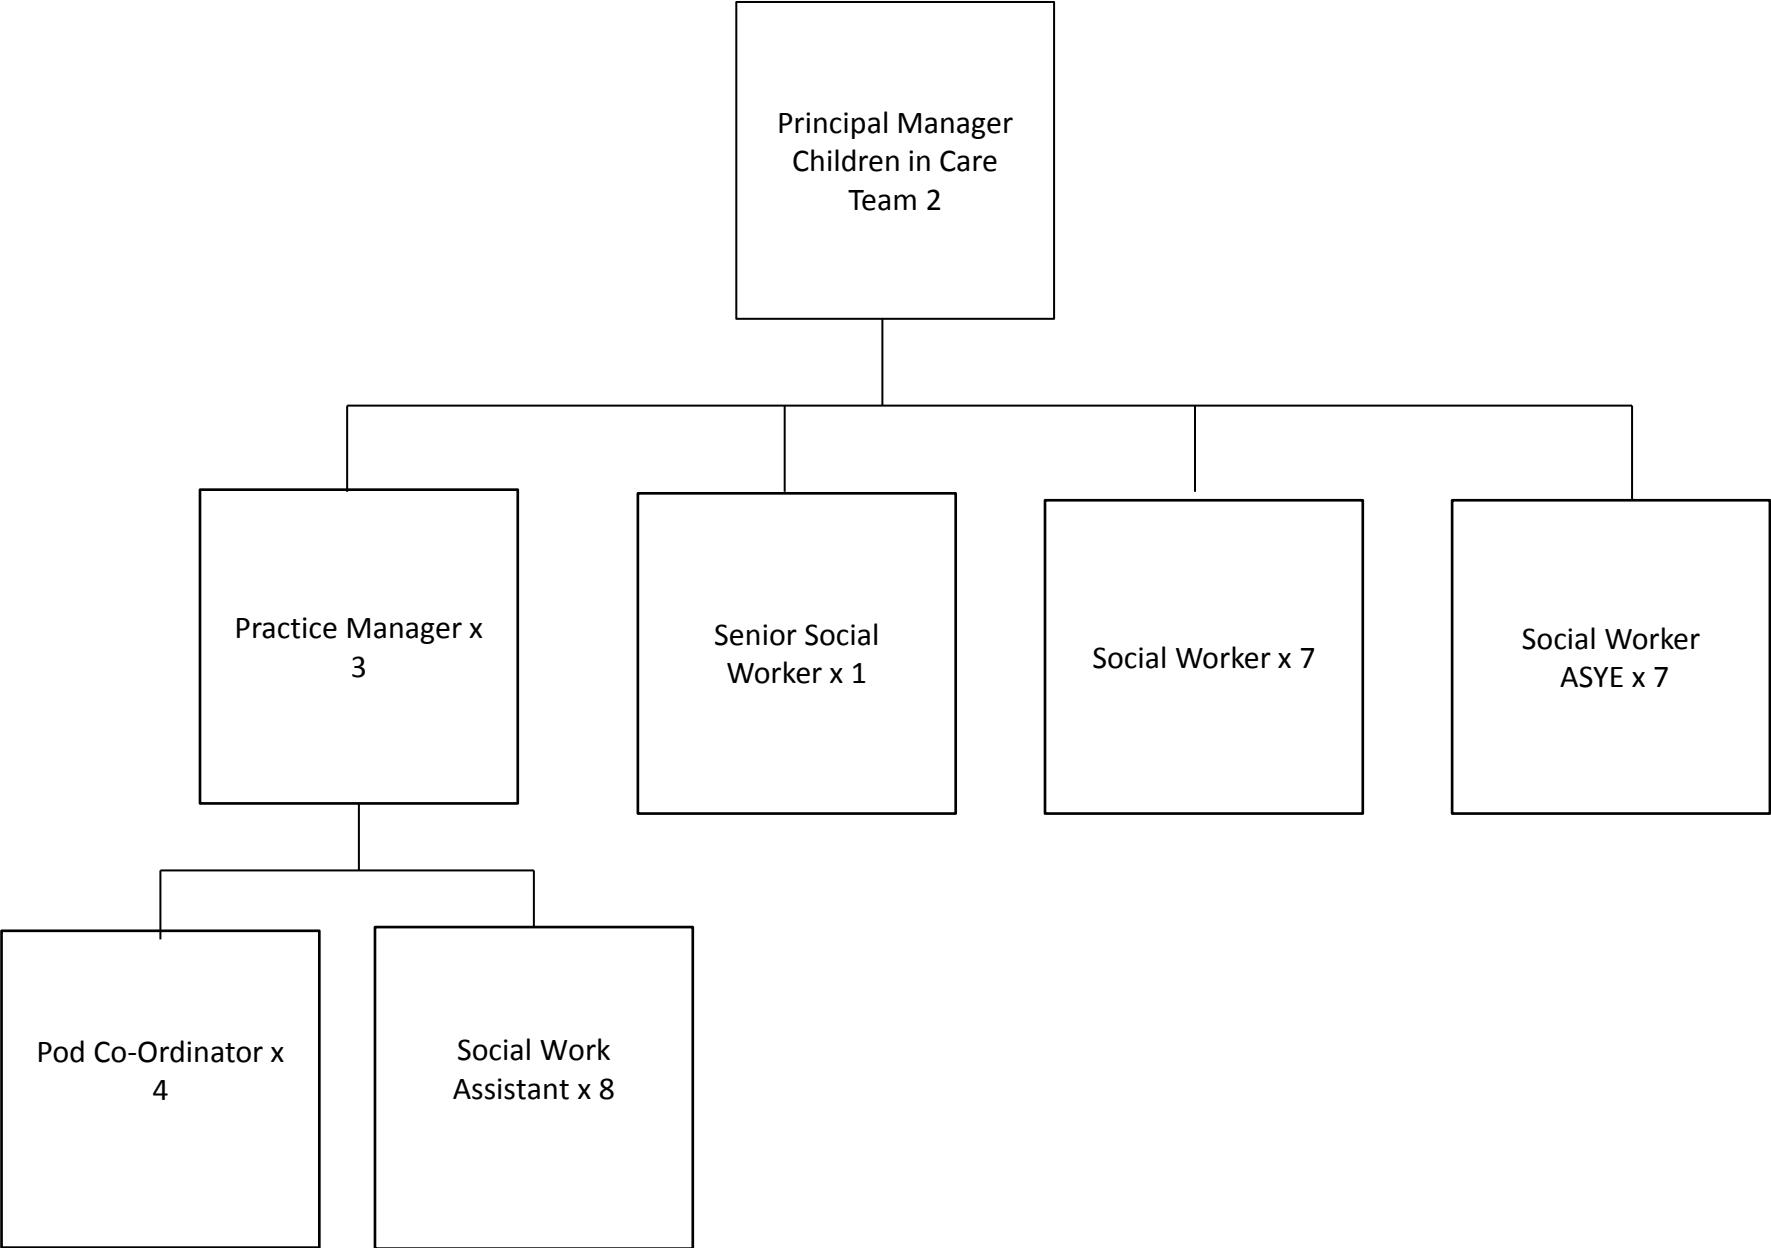 Principal Manager
Children in Care
Team 2
Practice Manager x
3
Senior Social
Worker x 1
Social Worker x 7
Social Worker
ASYE x 7
Pod Co-Ordinator x
4
Social Work
Assistant x 8